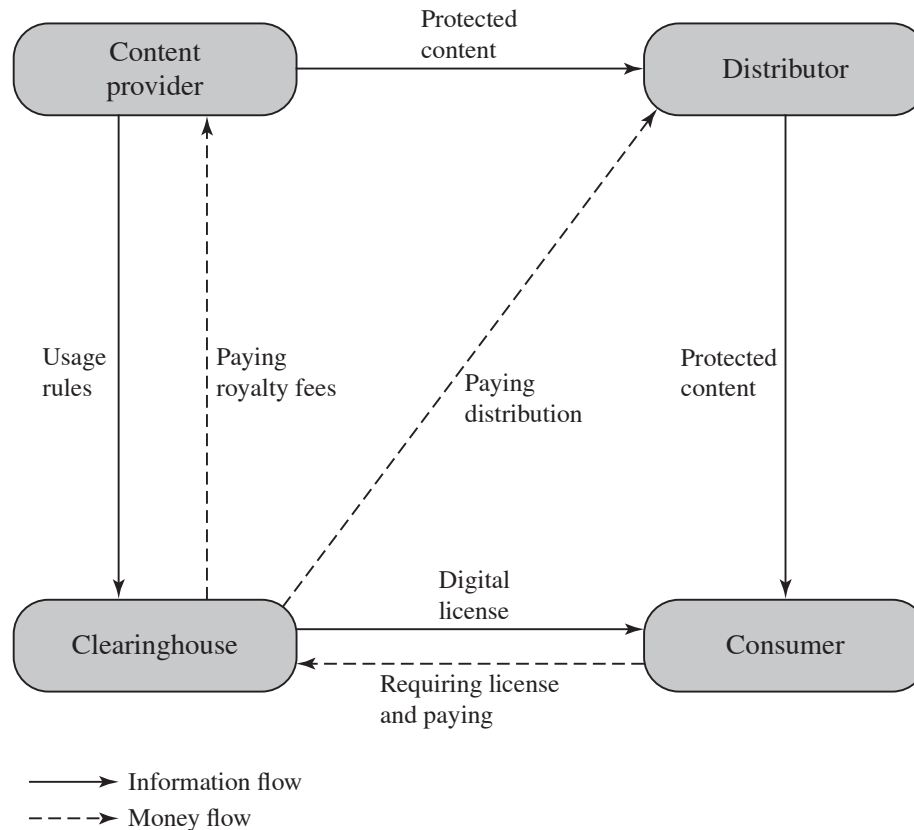 Protected
content
Content
provider
Distributor
Usage
rules
Paying
royalty fees
Paying
distribution
Protected
content
Digital
license
Clearinghouse
Consumer
Requiring license
and paying
Information flow
Money flow